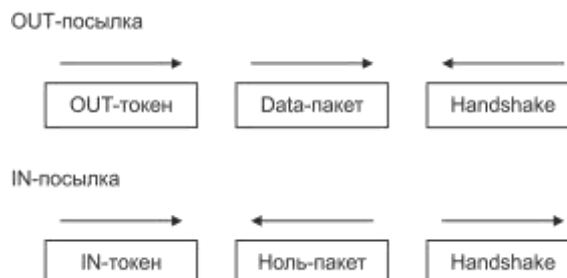 OUT-посылка
OUT-токен Data-пакет Handshake
IN-посылка
IN-токен Ноль-пакет Handshake